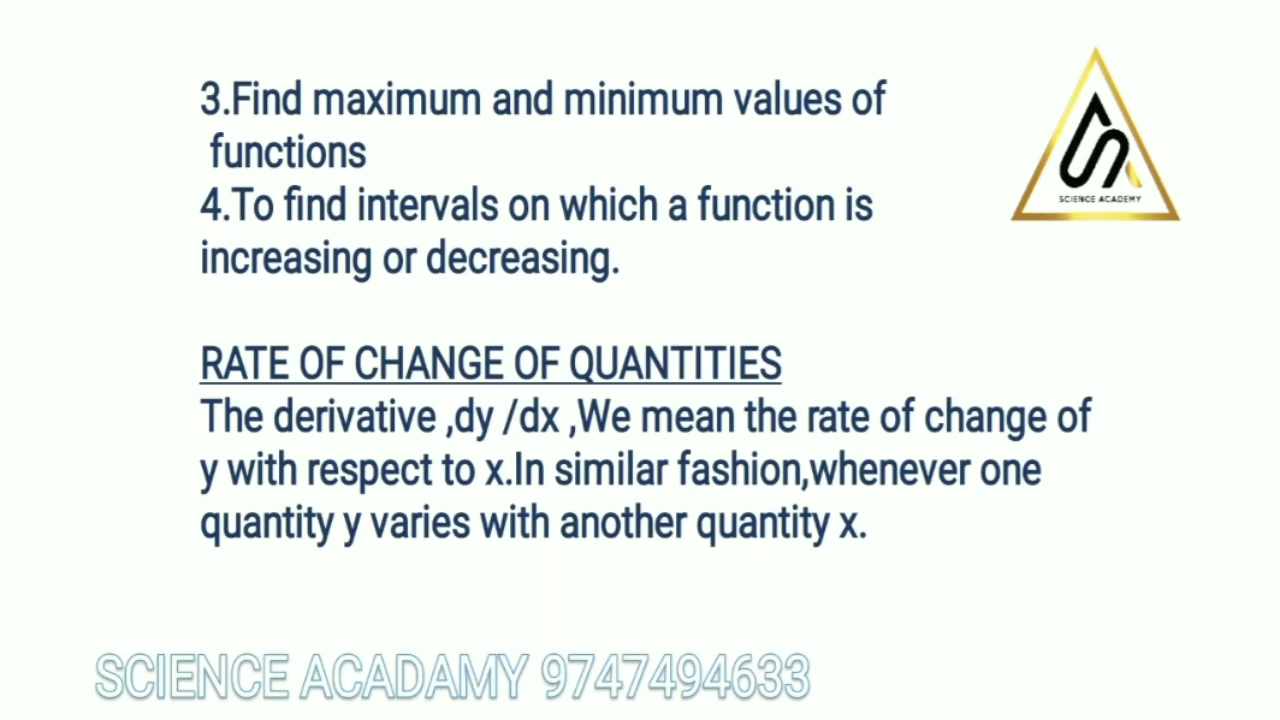 3.Find maximum and minimum values of
functions
4.To find intervals on which a function is
increasing or decreasing.
SCIENCE ACADEMY
RATE OF CHANGE OF QUANTITIES
The derivative ,dy /dx ,We mean the rate of change of
y with respect to x.In similar fashion,whenever one
quantity y varies with another quantity x.
SCIENCE ACADAMY 9747494633